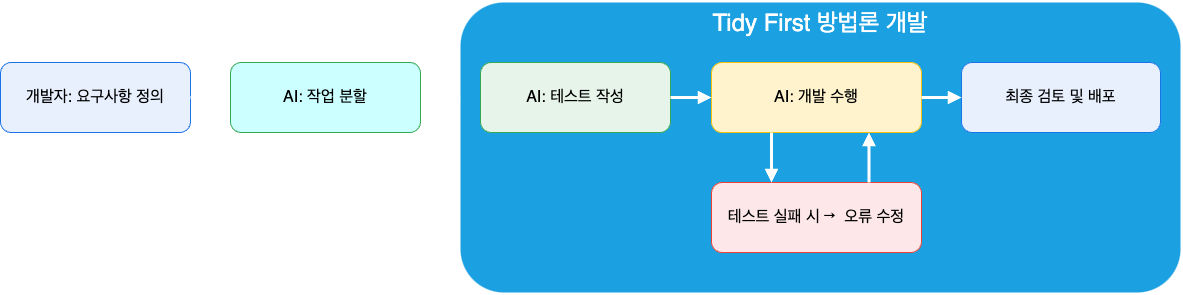 Tidy First 방법론 개발
개발자: 요구사항 정의
AI: 작업 분할
AI: 테스트 작성
AI: 개발 수행
최종 검토 및 배포
테스트 실패 시 → 오류 수정